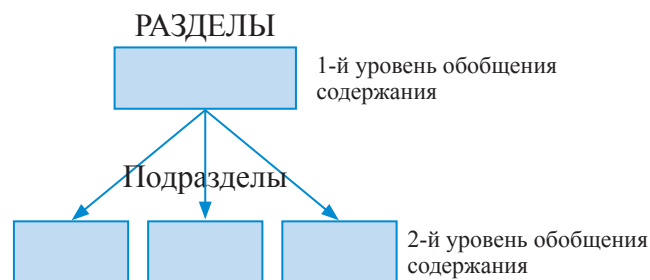 РАЗДЕЛЫ
1-й уровень обобщения
содержания
Подразделы
2-й уровень обобщения
содержания